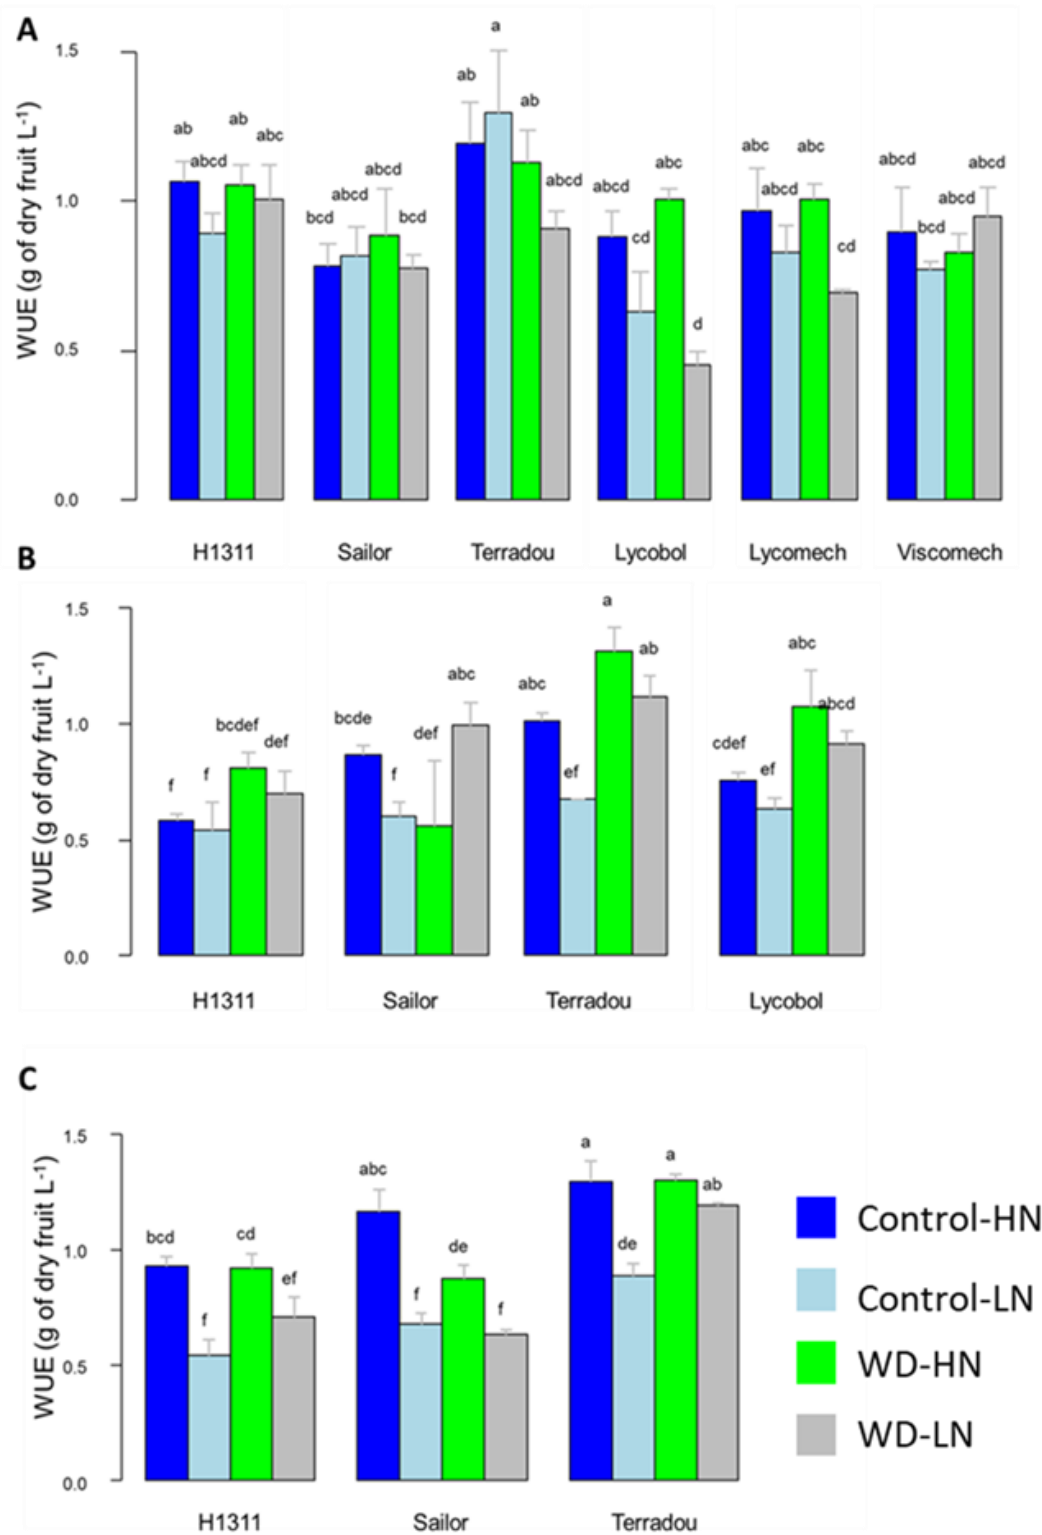 A
WUE (g of dry fruit L-1)
1.5
1.0
0.5
0.0
ab abcd ab abc
bcd abcd abcd bcd
ab a ab abcd
abcd cd abc d
abc abcd abc cd
abcd bcd abcd abcd
H1311 Sailor Terradou Lycobol Lycomech Viscomech
B
WUE (g of dry fruit L-1)
1.5
1.0
0.5
0.0
f f bcdef def
bcde f def abc
abc ef a ab
cdef ef abc abcd
H1311 Sailor Terradou Lycobol
C
WUE (g of dry fruit L-1)
1.5
1.0
0.5
0.0
bcd f cd ef
abc f de f
a de a ab
H1311 Sailor Terradou
Control-HN
Control-LN
WD-HN
WD-LN